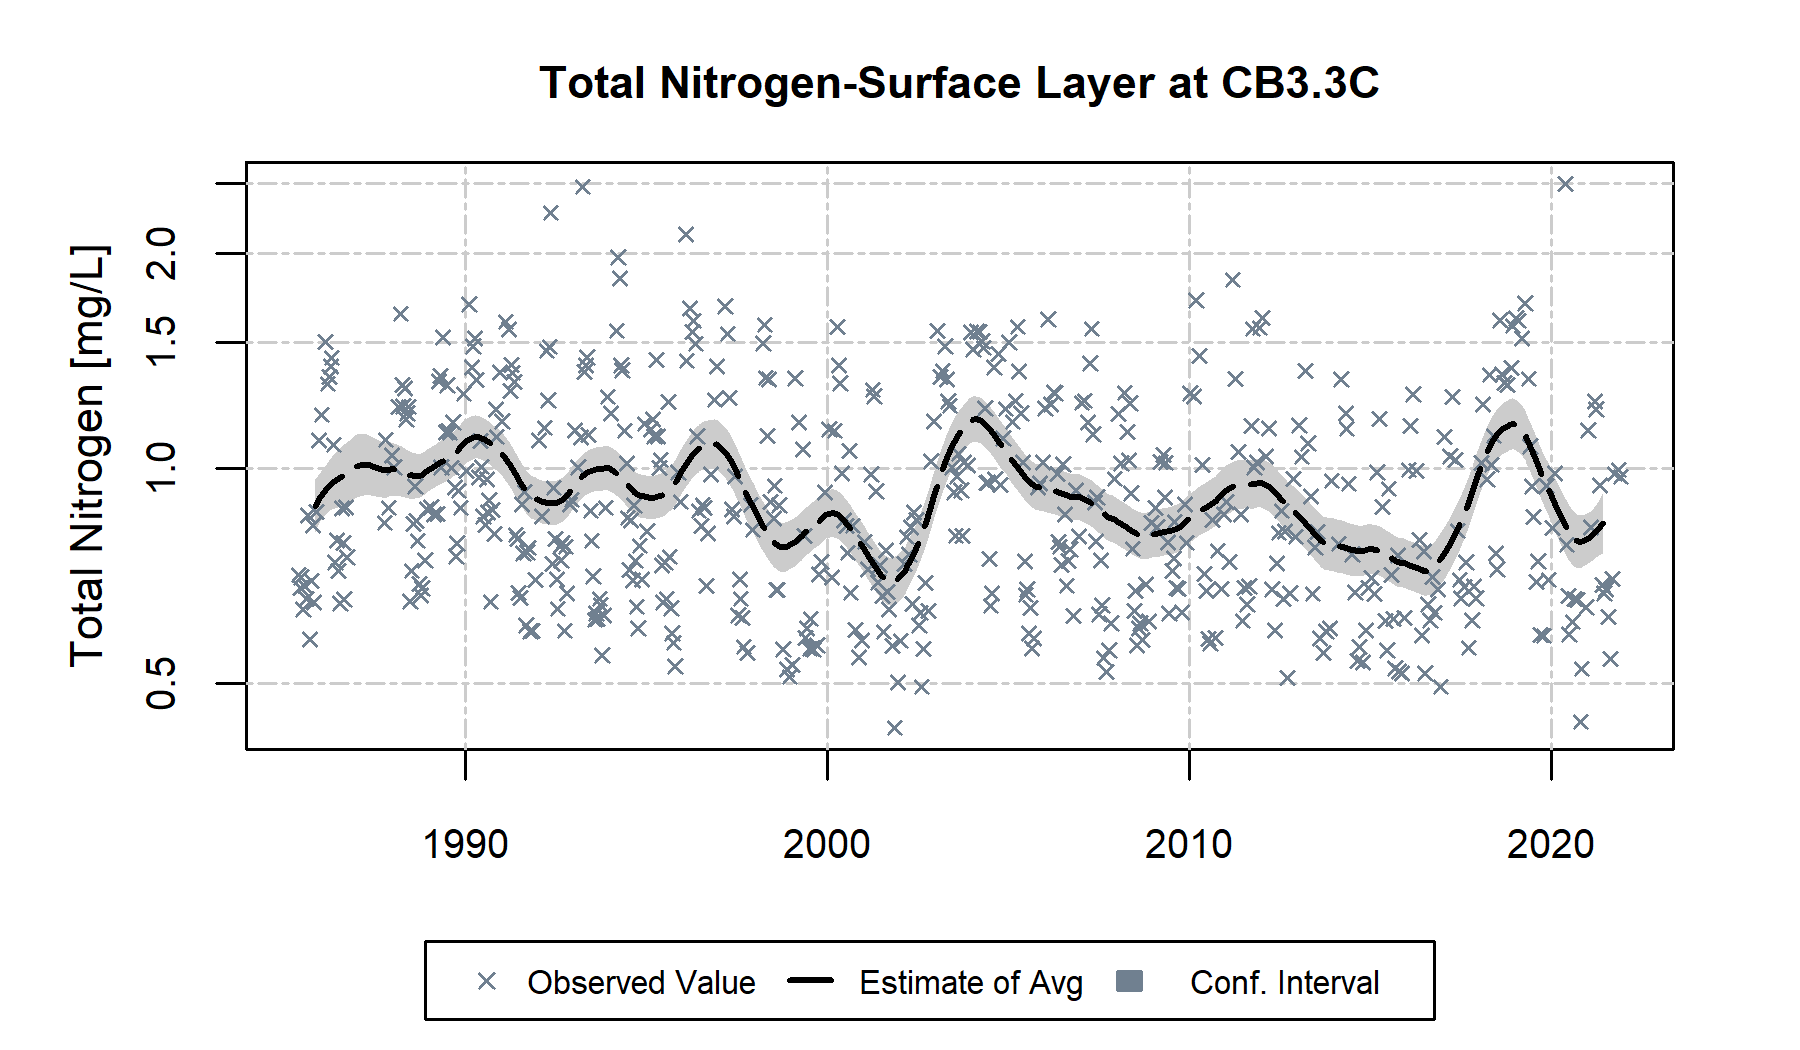 Total Nitrogen-Surface Layer at CB3.3C
Total Nitrogen [mg/L]
2.0
1.5
1.0
0.5
1990 2000 2010 2020
Observed Value Estimate of Avg Conf. Interval